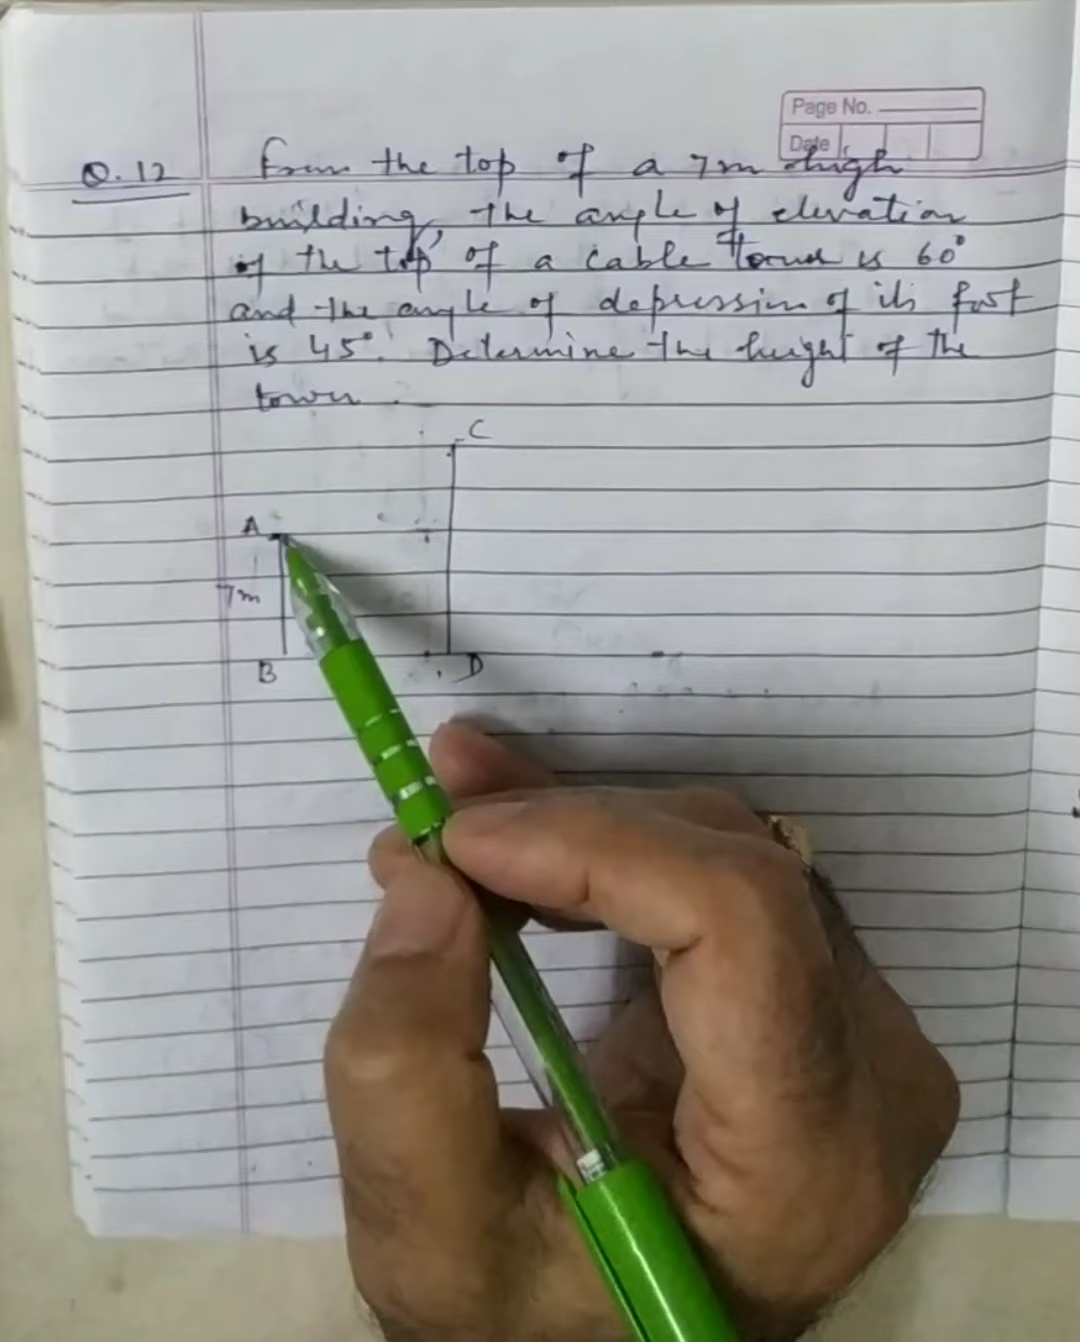 Page No.
Date
Q.12 From the top of a 7m high
building, the angle of elevation
of the top of a cable tower is 60°
and the angle of depression of its foot
is 45°. Determine the height of the
tower.
C
A
7m
B D